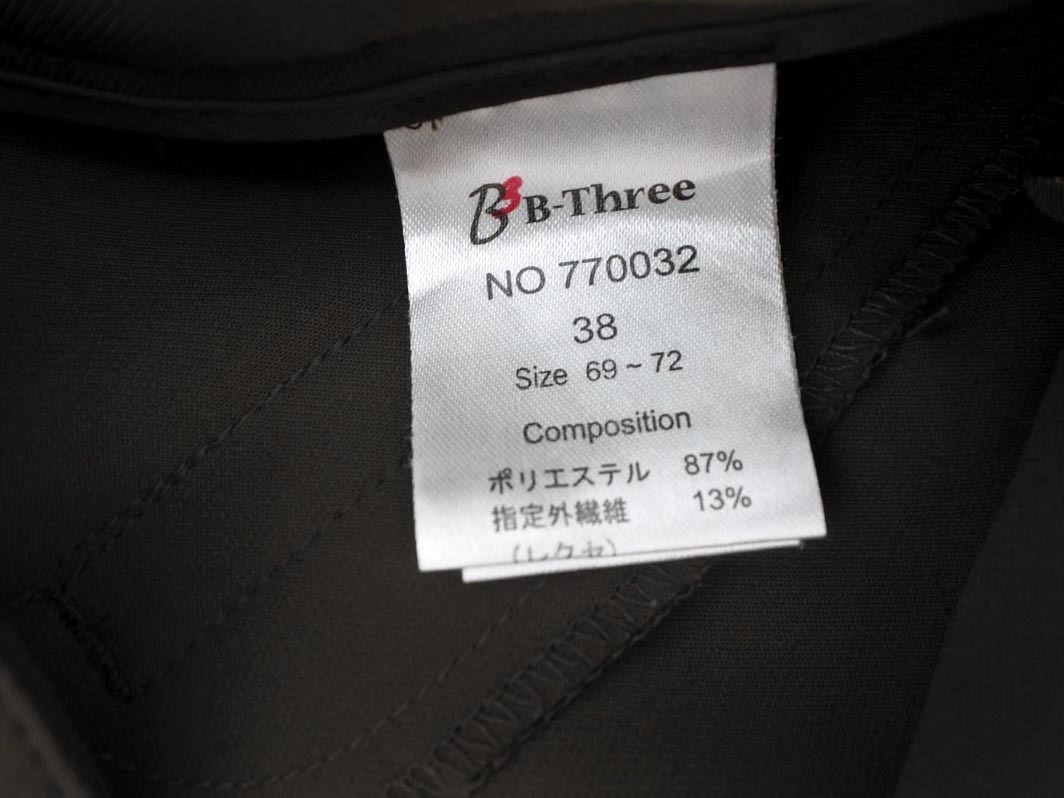 B3 B-Three
NO 770032
38
Size 69 ~ 72
Composition
ポリエステル 87%
指定外繊維 13%
(レクセ)